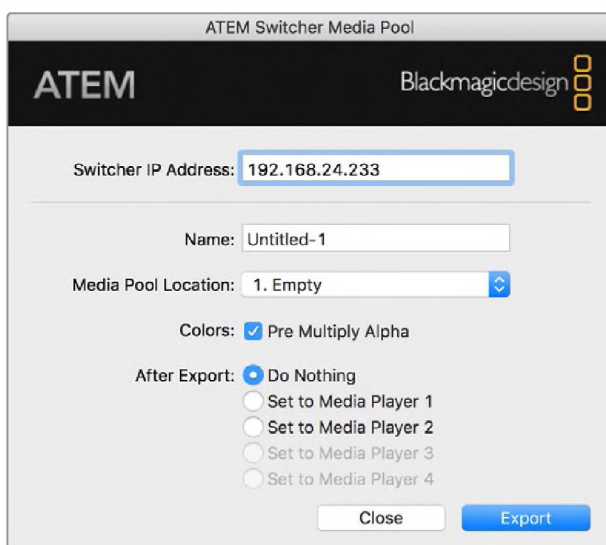 ATEM Switcher Media Pool
ATEM
Blackmagicdesign
Switcher IP Address: 192.168.24.233
Name: Untitled-1
Media Pool Location: 1. Empty
Colors: Pre Multiply Alpha
After Export: Do Nothing
Set to Media Player 1
Set to Media Player 2
Set to Media Player 3
Set to Media Player 4
Close Export